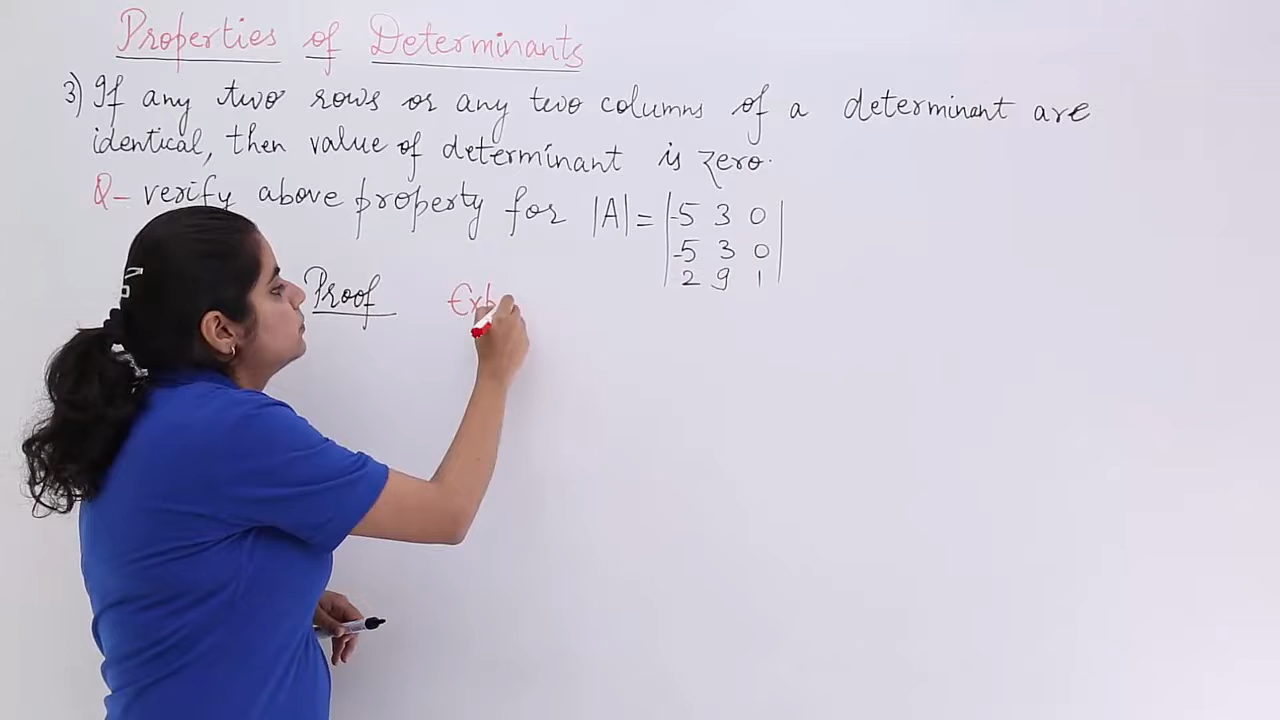 Properties of Determinants
3) If any two rows or any two columns of a determinant are
identical, then value of determinant is zero.
Q- verify above property for |A| = |-5 3 0|
|-5 3 0|
|2 9 1|
Proof Exp